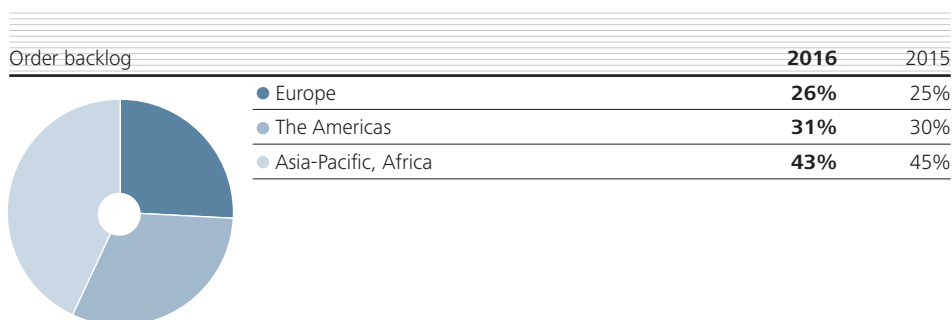 Order backlog 2016 2015
Europe 26% 25%
The Americas 31% 30%
Asia-Pacific, Africa 43% 45%